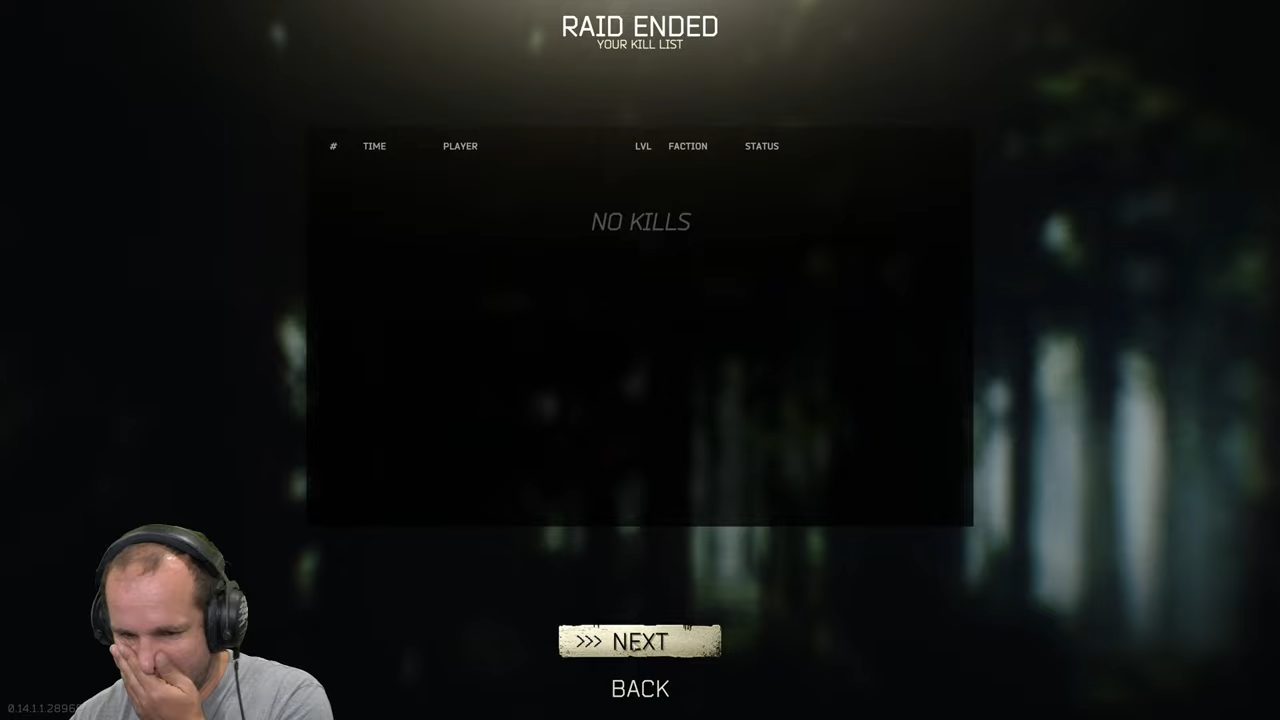 RAID ENDED
YOUR KILL LIST
# TIME PLAYER LVL FACTION STATUS
NO KILLS
>>> NEXT
BACK